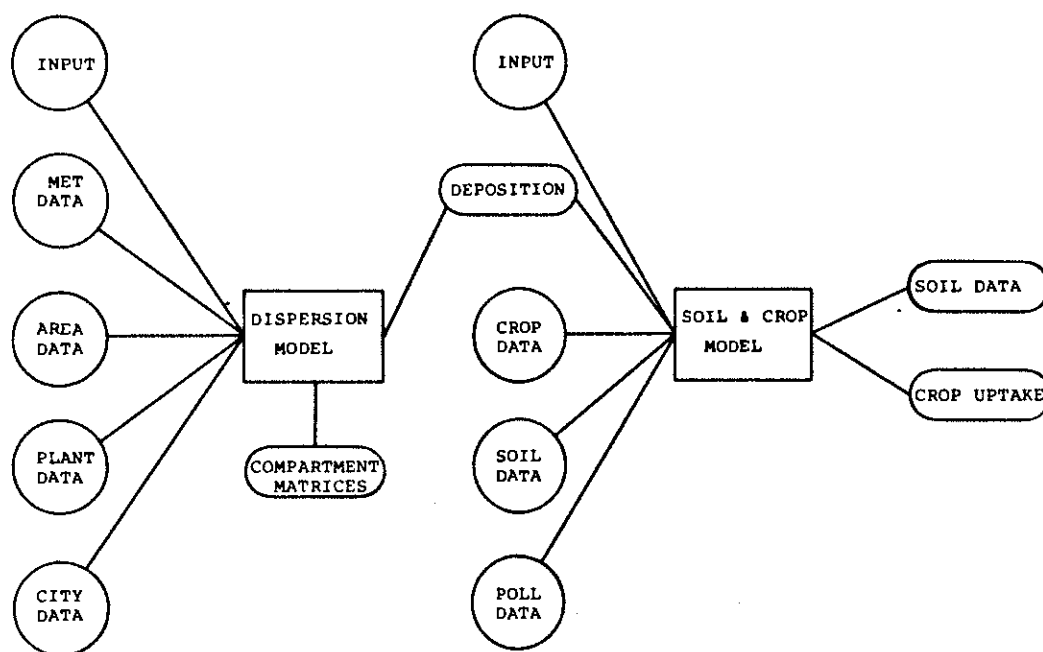 INPUT
MET
DATA
AREA
DATA
PLANT
DATA
CITY
DATA
DISPERSION
MODEL
COMPARTMENT
MATRICES
DEPOSITION
INPUT
CROP
DATA
SOIL
DATA
POLL
DATA
SOIL & CROP
MODEL
SOIL DATA
CROP UPTAKE